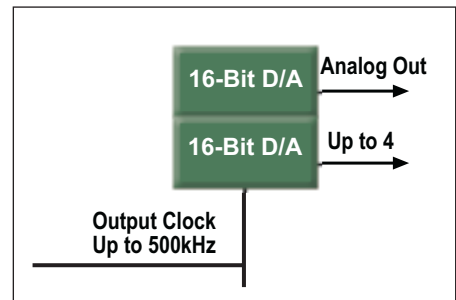 16-Bit D/A
Analog Out
16-Bit D/A
Up to 4
Output Clock
Up to 500kHz